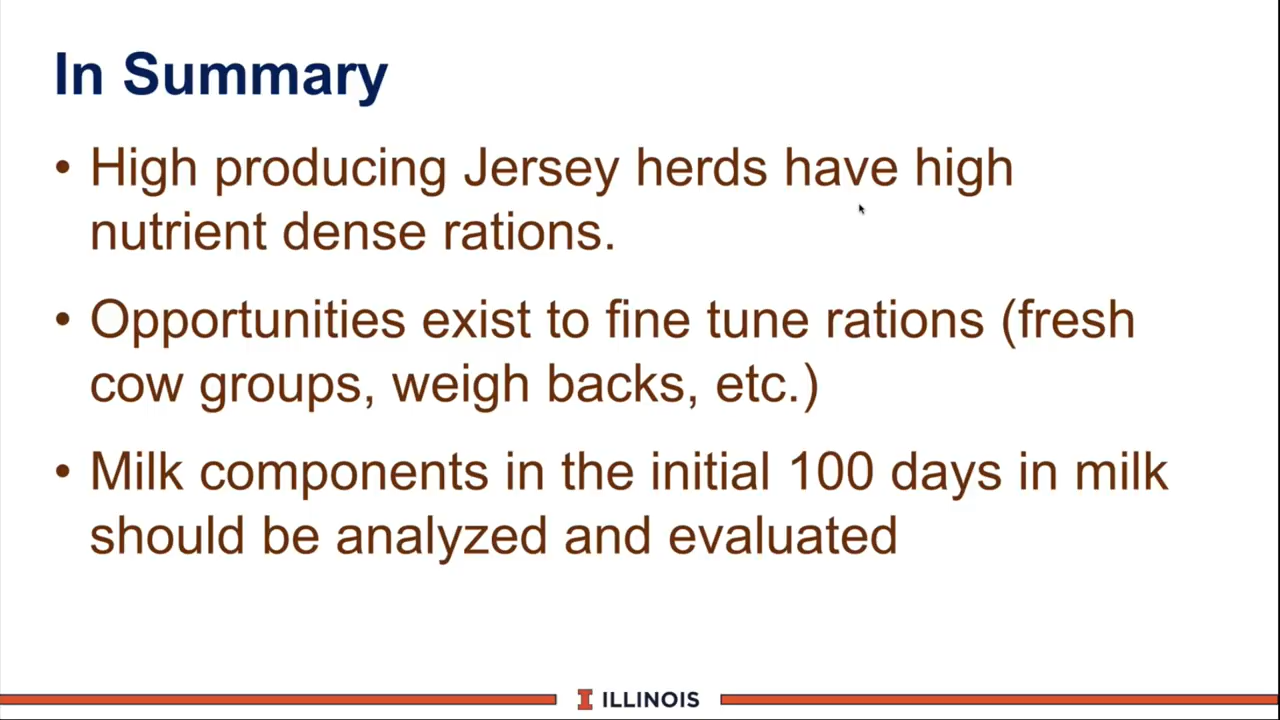 In Summary
• High producing Jersey herds have high
nutrient dense rations.
• Opportunities exist to fine tune rations (fresh
cow groups, weigh backs, etc.)
• Milk components in the initial 100 days in milk
should be analyzed and evaluated
I ILLINOIS